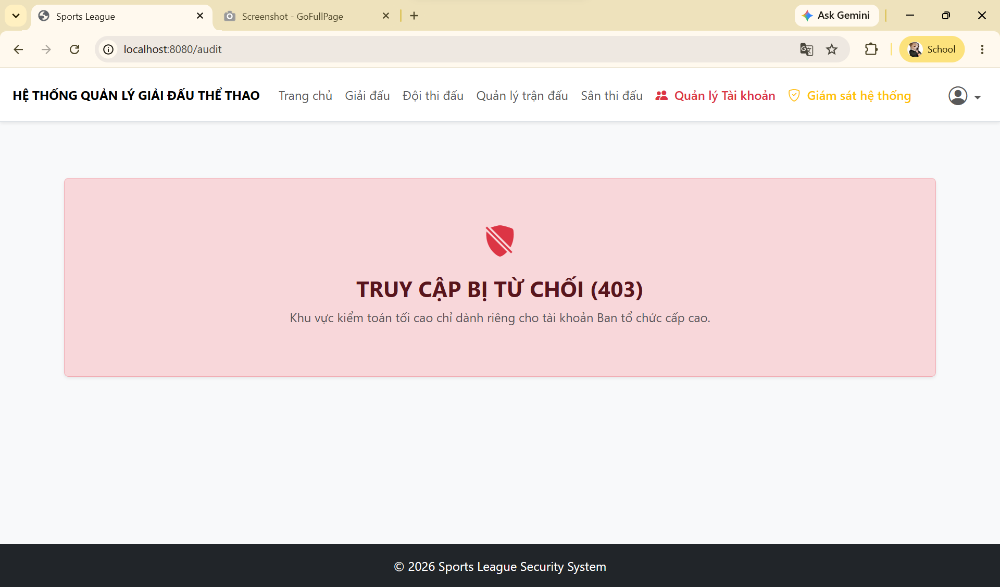 Sports League
Screenshot - GoFullPage
Ask Gemini
localhost:8080/audit
School
HỆ THỐNG QUẢN LÝ GIẢI ĐẤU THỂ THAO
Trang chủ
Giải đấu
Đội thi đấu
Quản lý trận đấu
Sân thi đấu
Quản lý Tài khoản
Giám sát hệ thống
TRUY CẬP BỊ TỪ CHỐI (403)
Khu vực kiểm toán tối cao chỉ dành riêng cho tài khoản Ban tổ chức cấp cao.
© 2026 Sports League Security System